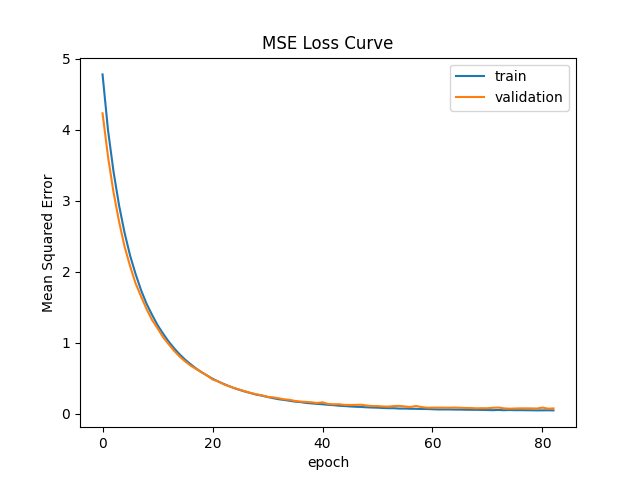 MSE Loss Curve
train
validation
Mean Squared Error
5
4
3
2
1
0
0 20 40 60 80
epoch